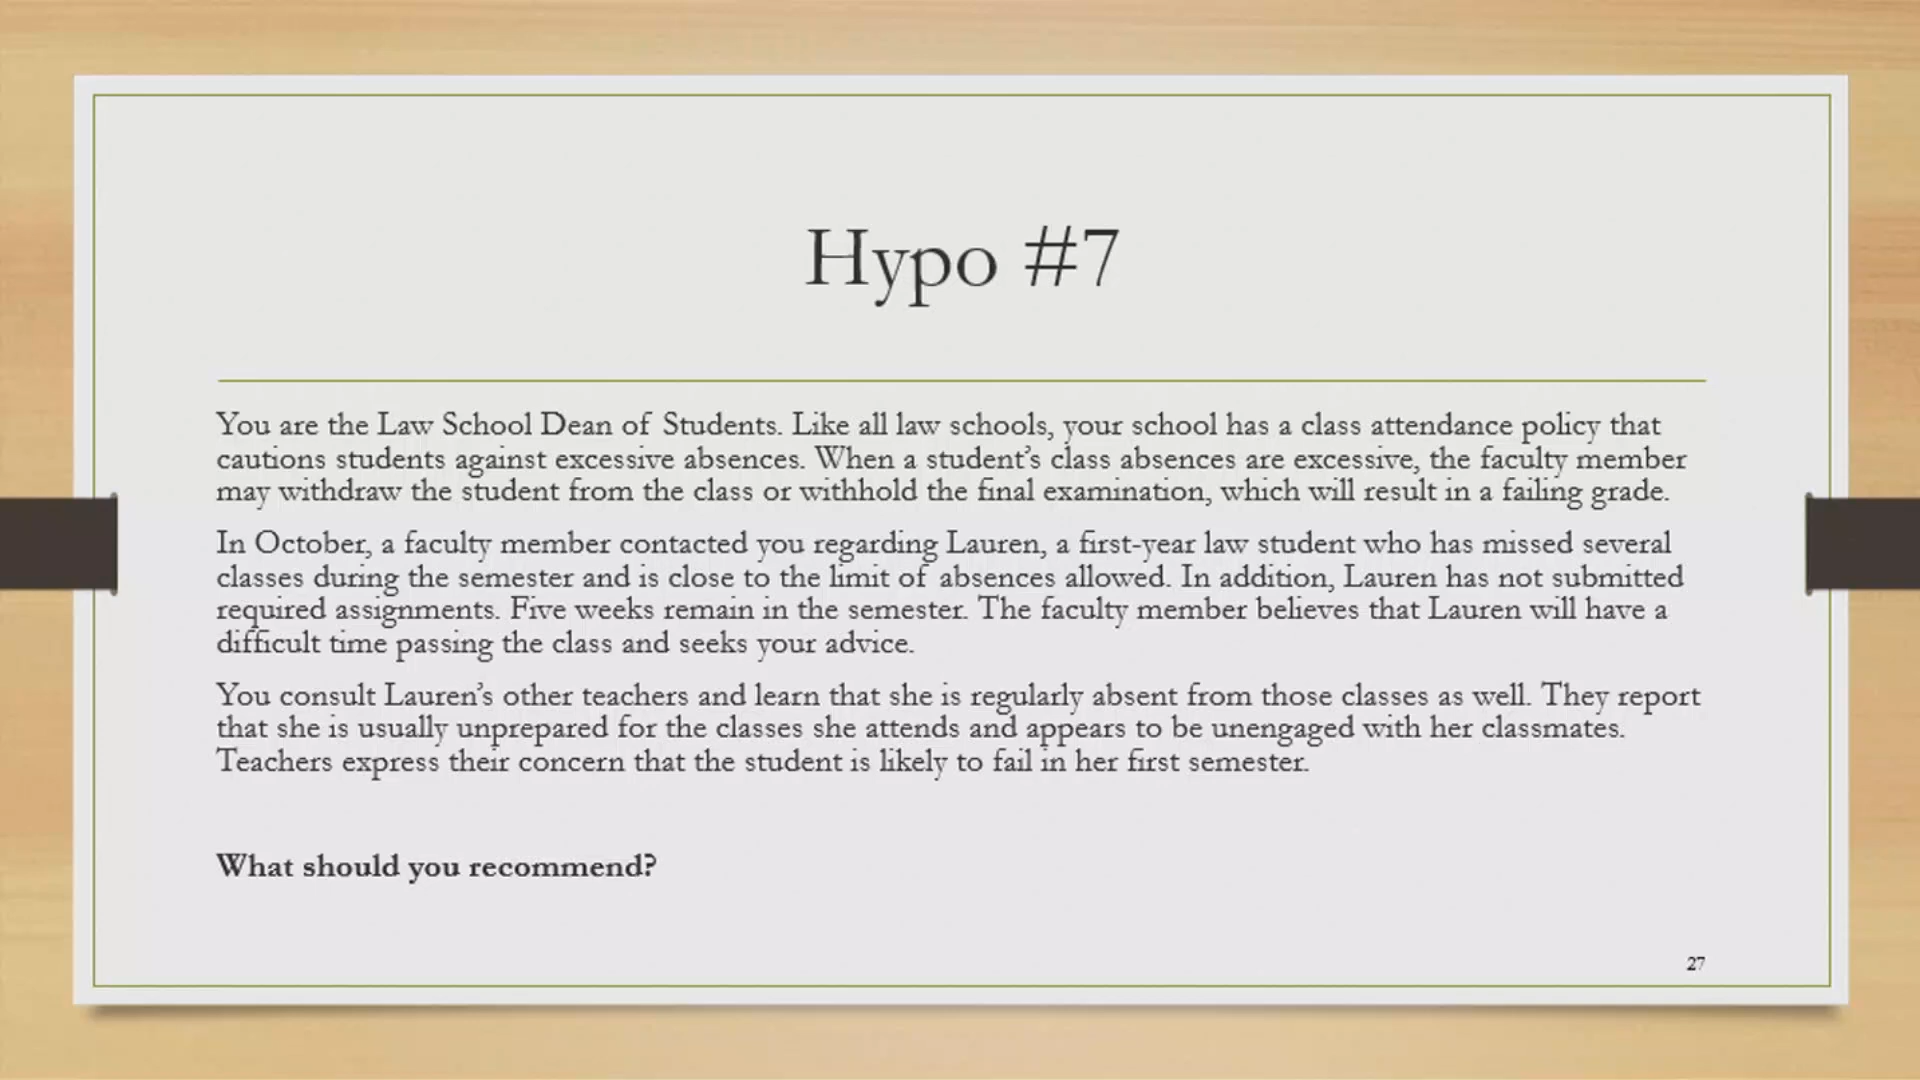 Hypo #7
You are the Law School Dean of Students. Like all law schools, your school has a class attendance policy that
cautions students against excessive absences. When a student’s class absences are excessive, the faculty member
may withdraw the student from the class or withhold the final examination, which will result in a failing grade.
In October, a faculty member contacted you regarding Lauren, a first-year law student who has missed several
classes during the semester and is close to the limit of absences allowed. In addition, Lauren has not submitted
required assignments. Five weeks remain in the semester. The faculty member believes that Lauren will have a
difficult time passing the class and seeks your advice.
You consult Lauren’s other teachers and learn that she is regularly absent from those classes as well. They report
that she is usually unprepared for the classes she attends and appears to be unengaged with her classmates.
Teachers express their concern that the student is likely to fail in her first semester.
What should you recommend?
27